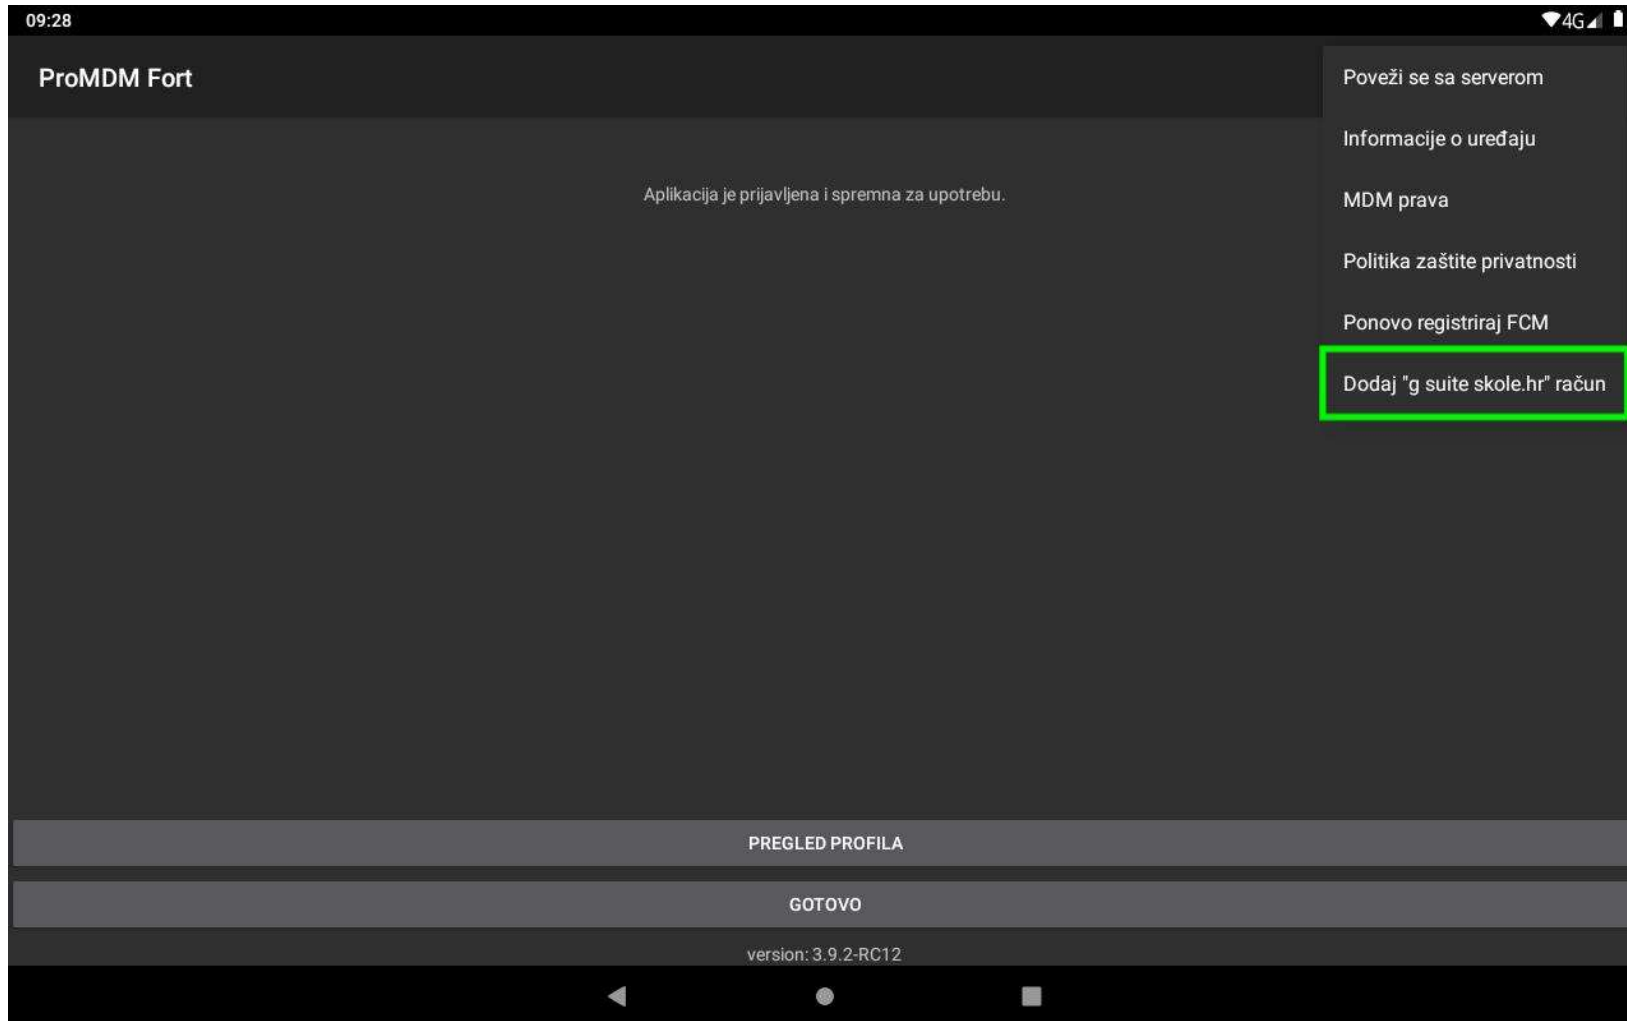 09:28
4G
ProMDM Fort
Poveži se sa serverom
Informacije o uređaju
Aplikacija je prijavljena i spremna za upotrebu.
MDM prava
Politika zaštite privatnosti
Ponovo registriraj FCM
Dodaj "g suite skole.hr" račun
PREGLED PROFILA
GOTOVO
version: 3.9.2-RC12